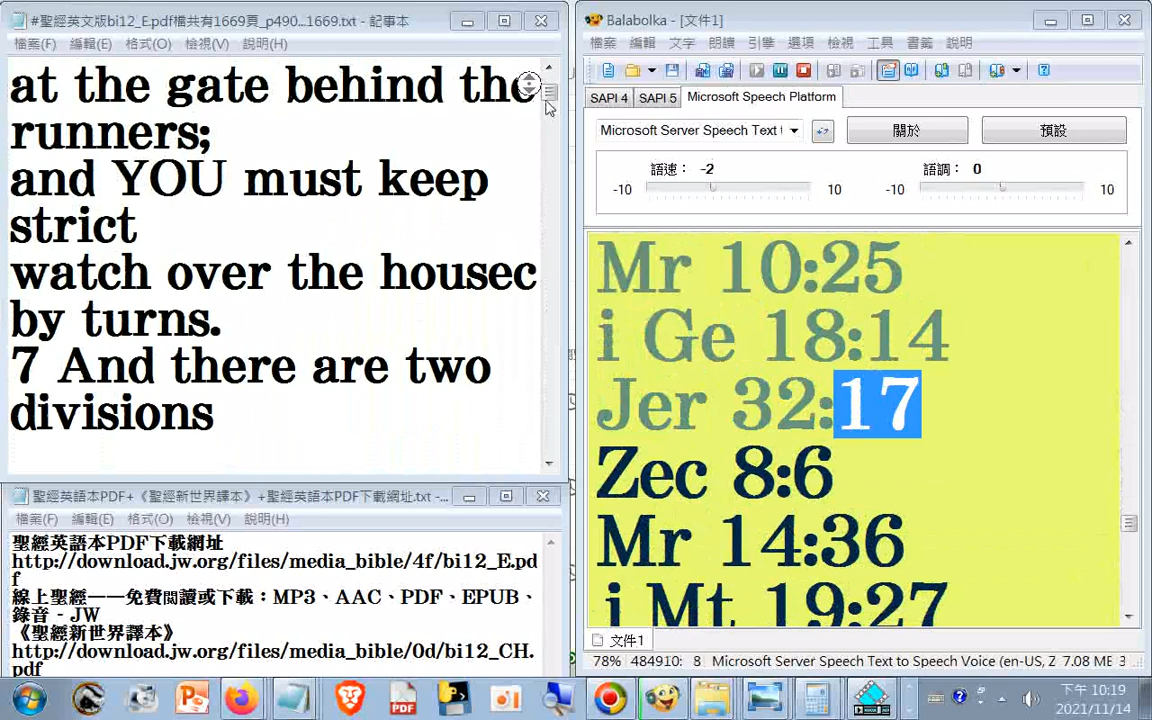 #聖經英文版bi12_E.pdf檔共有1669頁_p490...1669.txt - 記事本
檔案(F) 編輯(E) 格式(O) 檢視(V) 說明(H)
at the gate behind the
runners;
and YOU must keep
strict
watch over the housec
by turns.
7 And there are two
divisions
聖經英語本PDF+《聖經新世界譯本》+聖經英語本PDF下載網址.txt -...
檔案(F) 編輯(E) 格式(O) 檢視(V) 說明(H)
聖經英語本PDF下載網址
http://download.jw.org/files/media_bible/4f/bi12_E.pd
f
線上聖經——免費閱讀或下載：MP3、AAC、PDF、EPUB、
錄音 - JW
《聖經新世界譯本》
http://download.jw.org/files/media_bible/0d/bi12_CH.
pdf
Balabolka - [文件1]
檔案 編輯 文字 朗讀 引擎 選項 檢視 工具 書籤 說明
SAPI 4 SAPI 5 Microsoft Speech Platform
Microsoft Server Speech Text t 關於 預設
語速： -2 語調： 0
-10 10 -10 10
Mr 10:25
i Ge 18:14
Jer 32:17
Zec 8:6
Mr 14:36
i Mt 19:27
文件1
78% 484910: 8 Microsoft Server Speech Text to Speech Voice (en-US, Z 7.08 ME 3
PDF
下午 10:19
2021/11/14